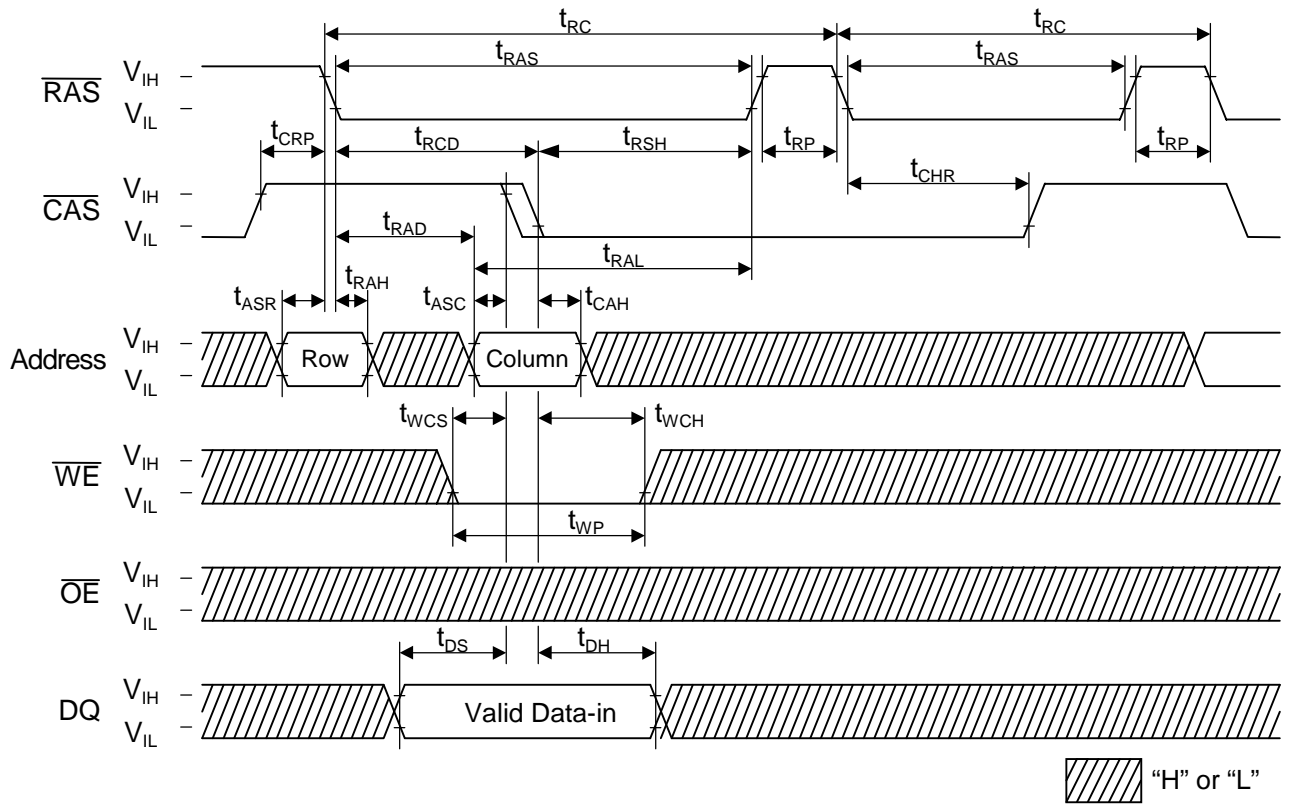 tRC tRC
tRAS tRAS
RAS VIH
VIL
tCRP tRCD tRSH tRP tRP
tCHR
CAS VIH
VIL
tRAD
tRAL
tRAH
tASR tASC tCAH
Address VIH
VIL
Row Column
tWCS tWCH
WE VIH
VIL
tWP
OE VIH
VIL
tDS tDH
DQ VIH
VIL
Valid Data-in
“H” or “L”